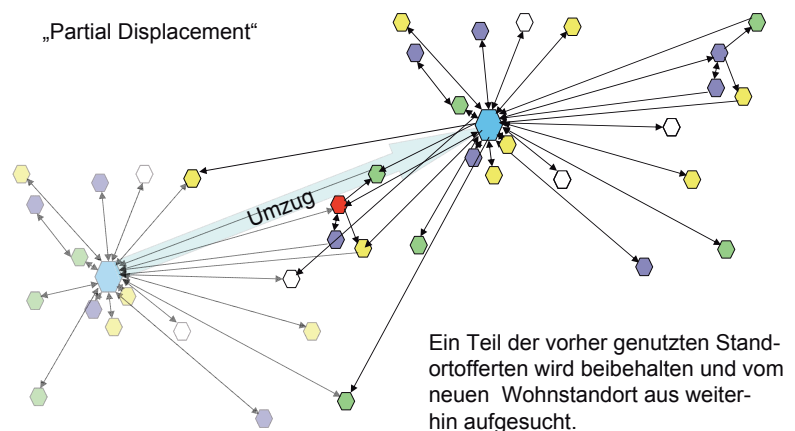 „Partial Displacement“
Umzug
Ein Teil der vorher genutzten Stand-
ortofferten wird beibehalten und vom
neuen Wohnstandort aus weiter-
hin aufgesucht.